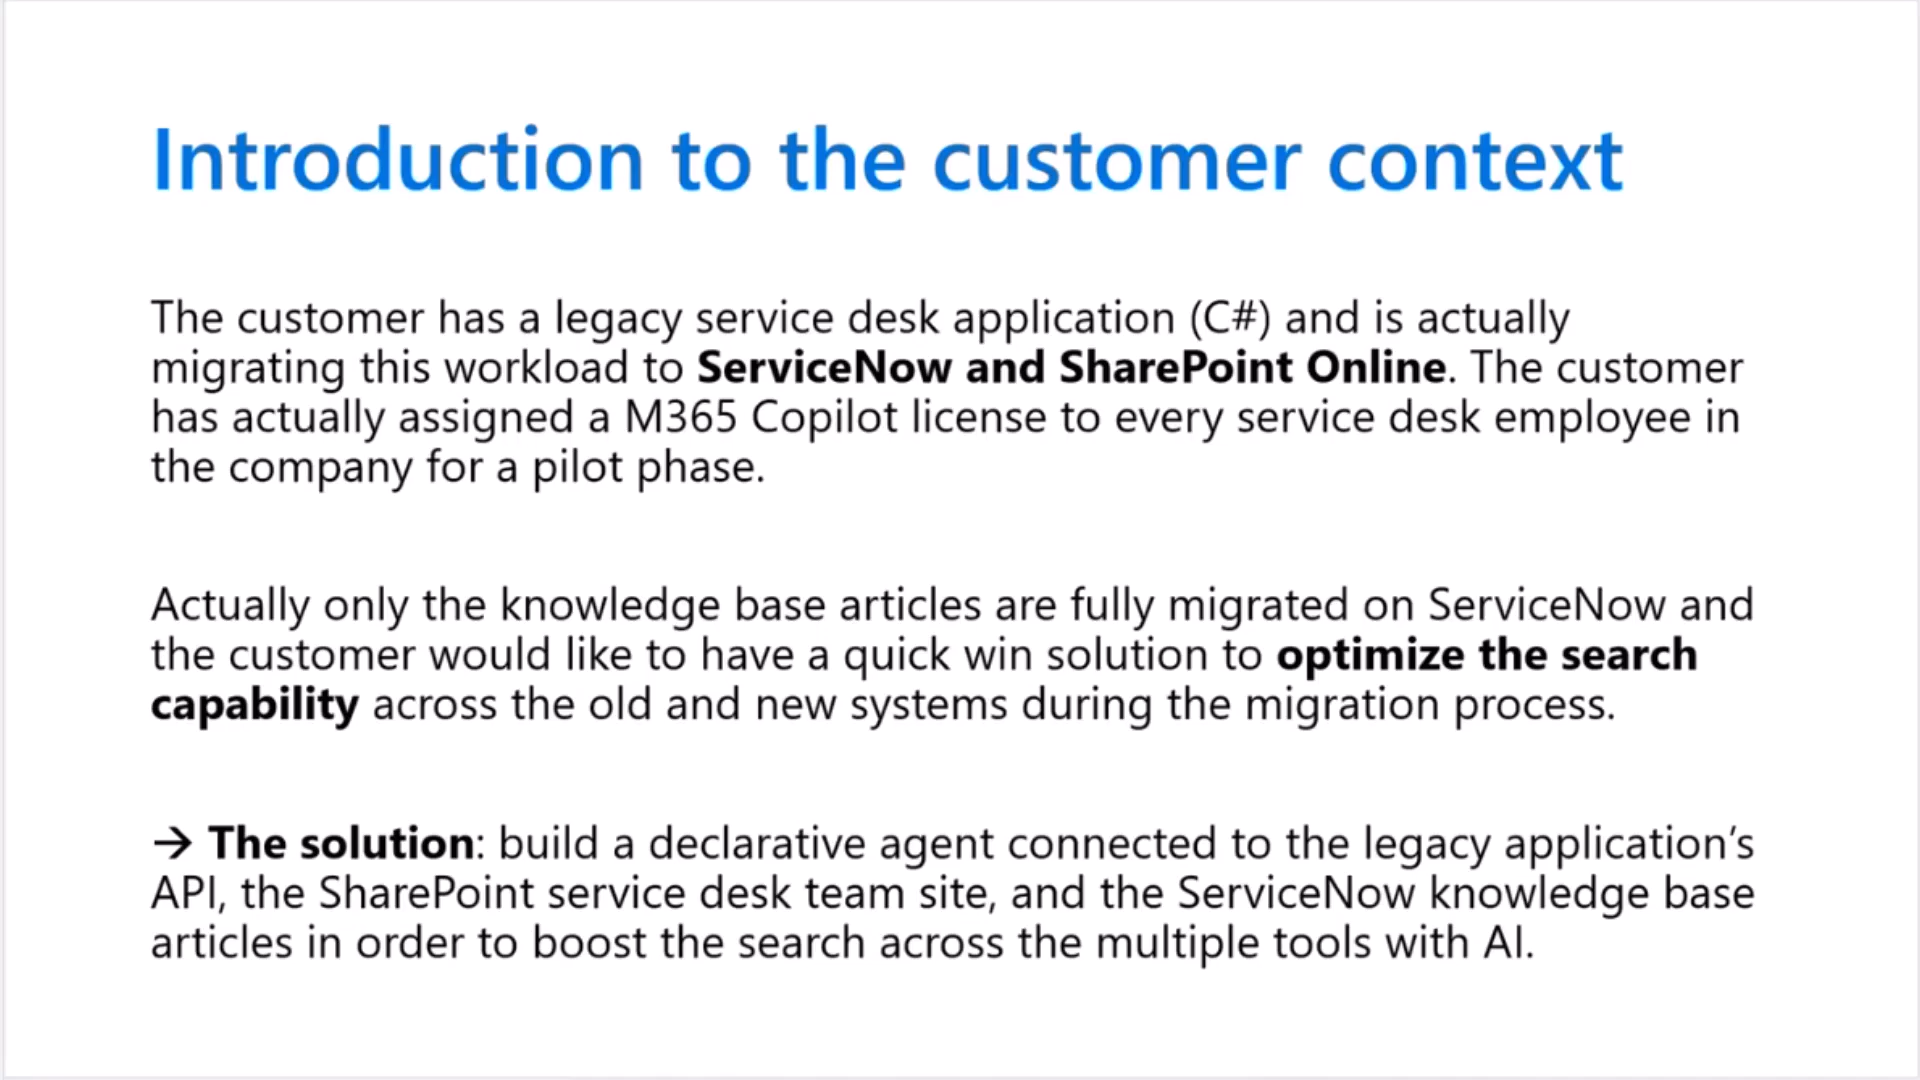 Introduction to the customer context
The customer has a legacy service desk application (C#) and is actually
migrating this workload to ServiceNow and SharePoint Online. The customer
has actually assigned a M365 Copilot license to every service desk employee in
the company for a pilot phase.
Actually only the knowledge base articles are fully migrated on ServiceNow and
the customer would like to have a quick win solution to optimize the search
capability across the old and new systems during the migration process.
→ The solution: build a declarative agent connected to the legacy application’s
API, the SharePoint service desk team site, and the ServiceNow knowledge base
articles in order to boost the search across the multiple tools with AI.